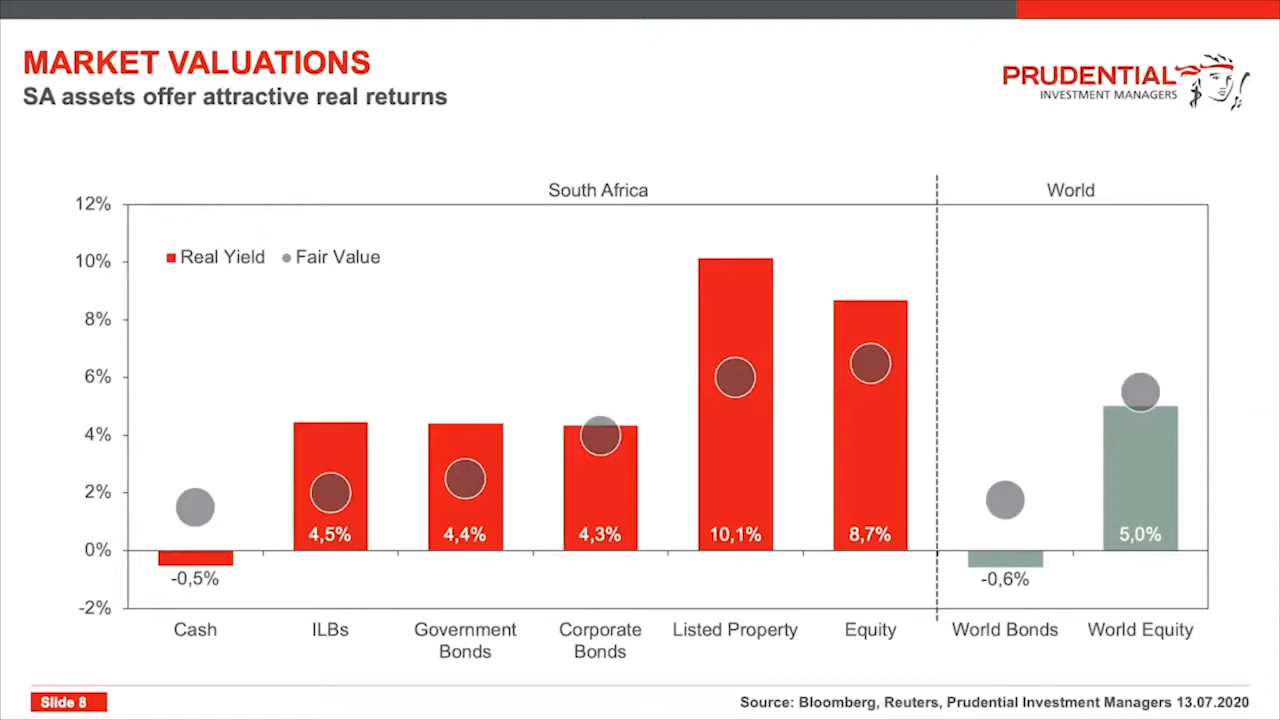 MARKET VALUATIONS
SA assets offer attractive real returns
PRUDENTIAL
INVESTMENT MANAGERS
South Africa
World
12%
10%
8%
6%
4%
2%
0%
-2%
Real Yield
Fair Value
-0,5%
4,5%
4,4%
4,3%
10,1%
8,7%
-0,6%
5,0%
Cash
ILBs
Government
Bonds
Corporate
Bonds
Listed Property
Equity
World Bonds
World Equity
Slide 8
Source: Bloomberg, Reuters, Prudential Investment Managers 13.07.2020